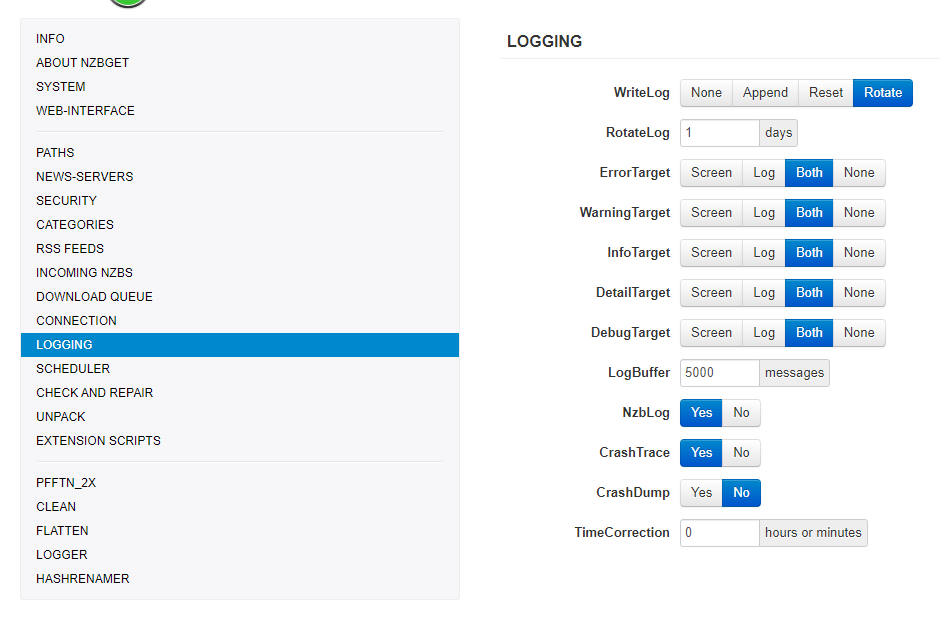 INFO
ABOUT NZBGET
SYSTEM
WEB-INTERFACE
PATHS
NEWS-SERVERS
SECURITY
CATEGORIES
RSS FEEDS
INCOMING NZBS
DOWNLOAD QUEUE
CONNECTION
LOGGING
SCHEDULER
CHECK AND REPAIR
UNPACK
EXTENSION SCRIPTS
PFFTN_2X
CLEAN
FLATTEN
LOGGER
HASHRENAMER
LOGGING
WriteLog None Append Reset Rotate
RotateLog 1 days
ErrorTarget Screen Log Both None
WarningTarget Screen Log Both None
InfoTarget Screen Log Both None
DetailTarget Screen Log Both None
DebugTarget Screen Log Both None
LogBuffer 5000 messages
NzbLog Yes No
CrashTrace Yes No
CrashDump Yes No
TimeCorrection 0 hours or minutes